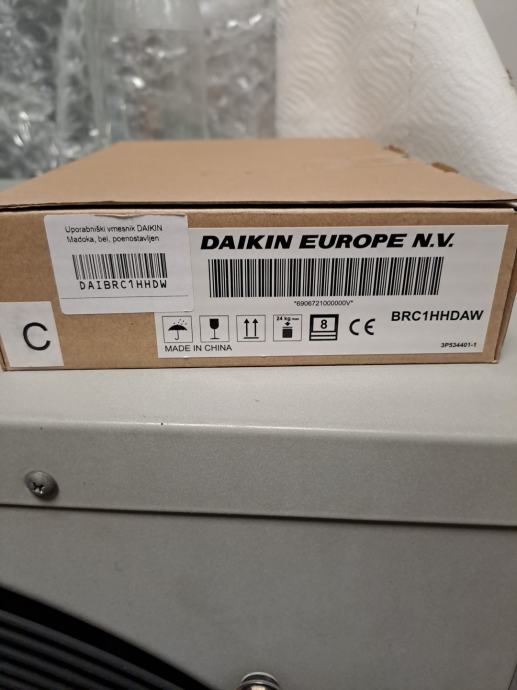 Uporabniški vmesnik DAIKIN
Madoka, bel, poenostavljen
DAIBRC1HHDW
C
DAIKIN EUROPE N.V.
*6906721000000V*
BRC1HHDAW
24 kg max
8
CE
MADE IN CHINA
3P534401-1